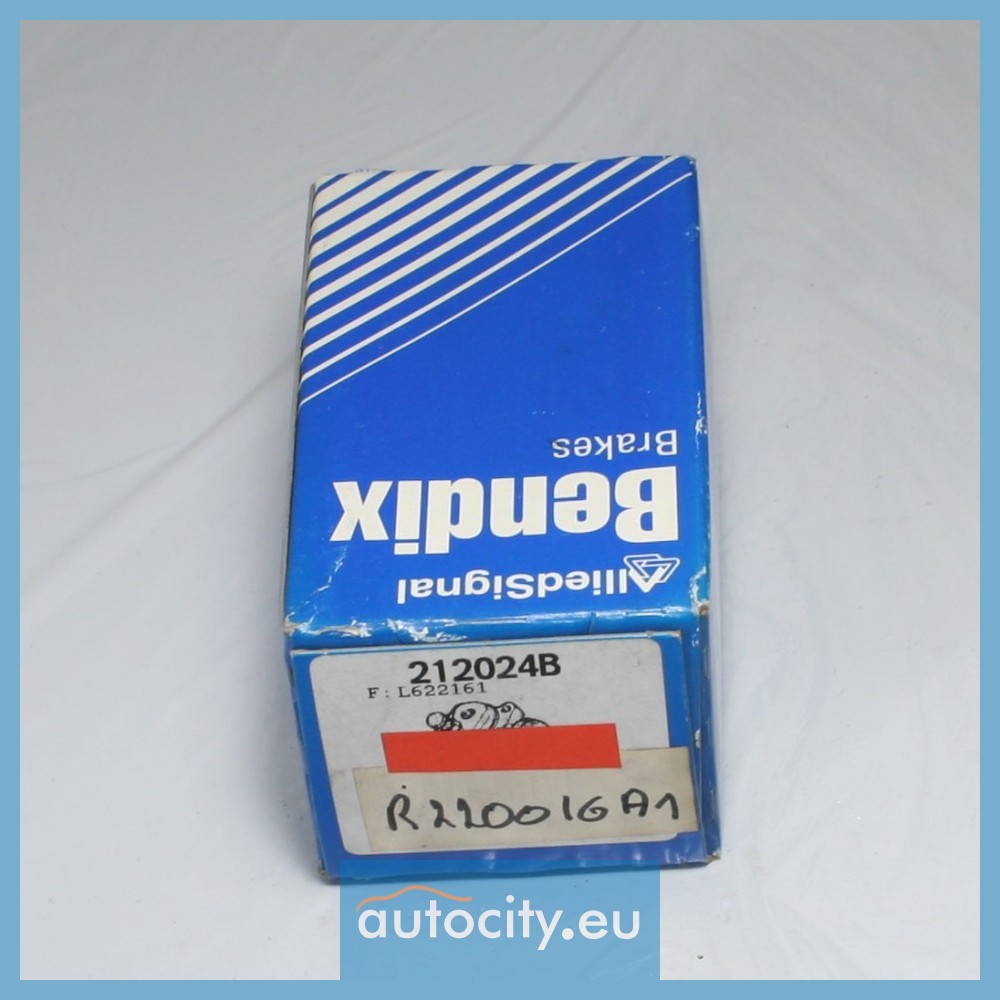 Brakes
Bendix
AlliedSignal
212024B
F: L622161
R220016A1
autocity.eu